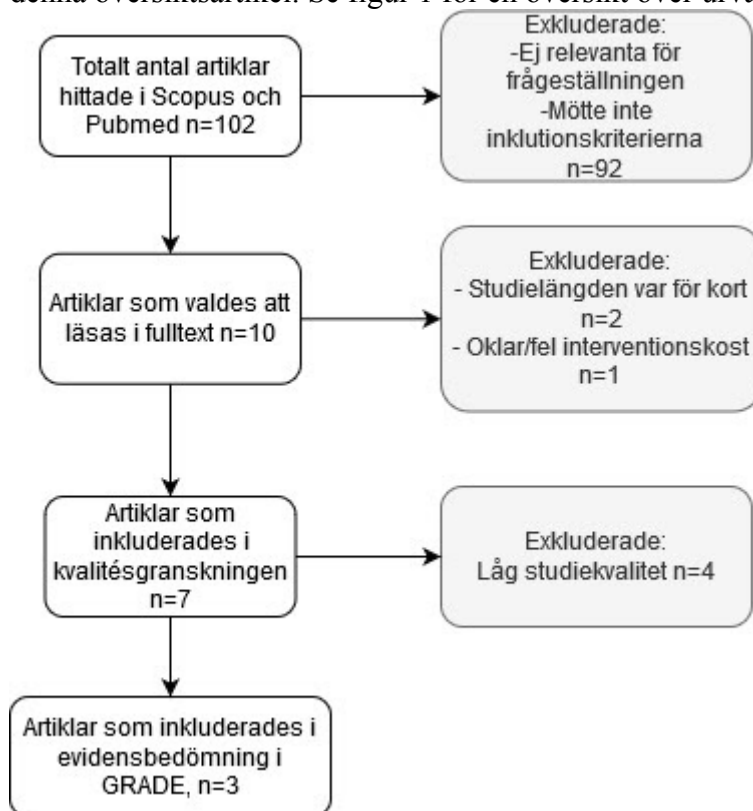 denna översiktsartikel. Se figur 1 för en översikt över
Totalt antal artiklar
hittade i Scopus och
Pubmed n=102
Exkluderade:
-Ej relevanta för
frågeställningen
-Mötte inte
inklutionskriterierna
n=92
Artiklar som valdes att
läsas i fulltext n=10
Exkluderade:
- Studielängden var för kort
n=2
- Oklar/fel interventionskost
n=1
Artiklar som
inkluderades i
kvalitésgranskningen
n=7
Exkluderade:
Låg studiekvalitet n=4
Artiklar som inkluderades i
evidensbedömning i
GRADE, n=3